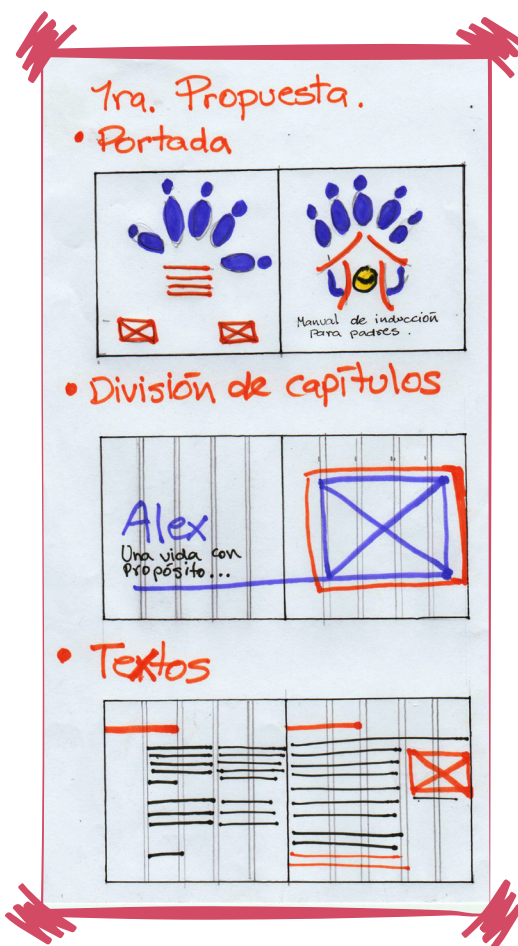 1ra. Propuesta.
• Portada
Manual de inducción
para padres.
• División de capítulos
Alex
Una vida con
Propósito...
• Textos